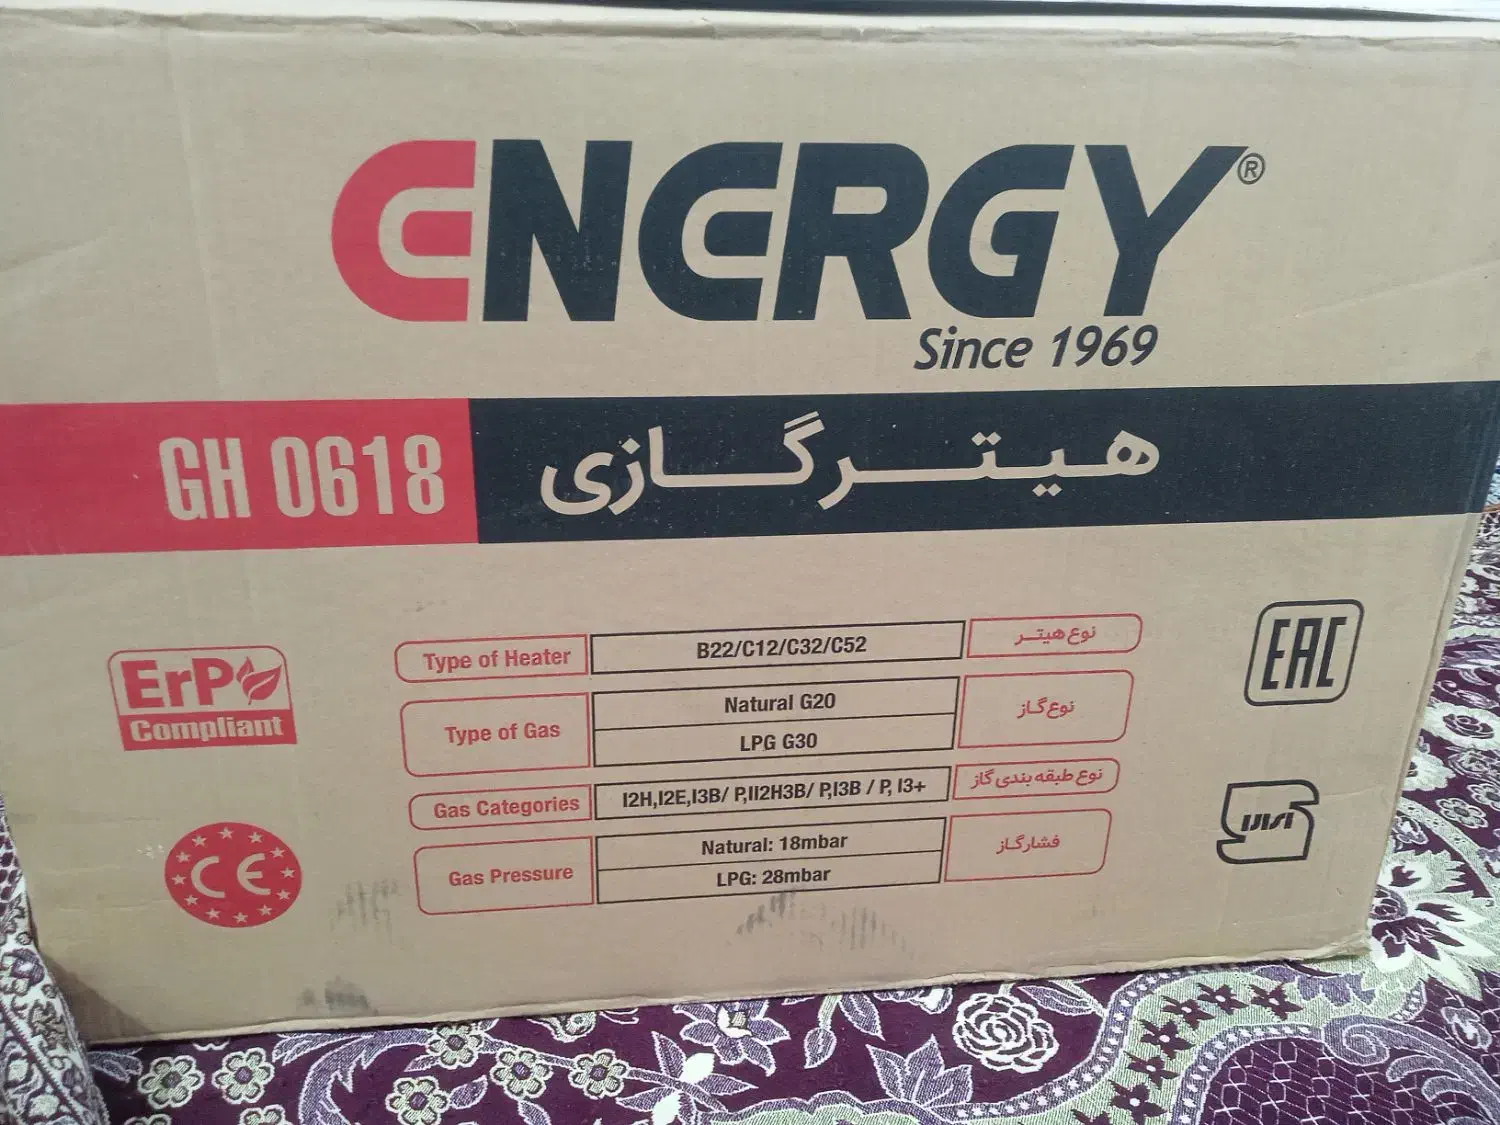 ENERGY®
Since 1969
GH 0618 هیتر گازی
ErP
Compliant
Type of Heater B22/C12/C32/C52 نوع هیتر
Type of Gas Natural G20 نوع گاز
LPG G30
Gas Categories I2H,I2E,I3B/ P,II2H3B/ P,I3B / P, I3+ نوع طبقه بندی گاز
Gas Pressure Natural: 18mbar فشار گاز
LPG: 28mbar
EAC
CE